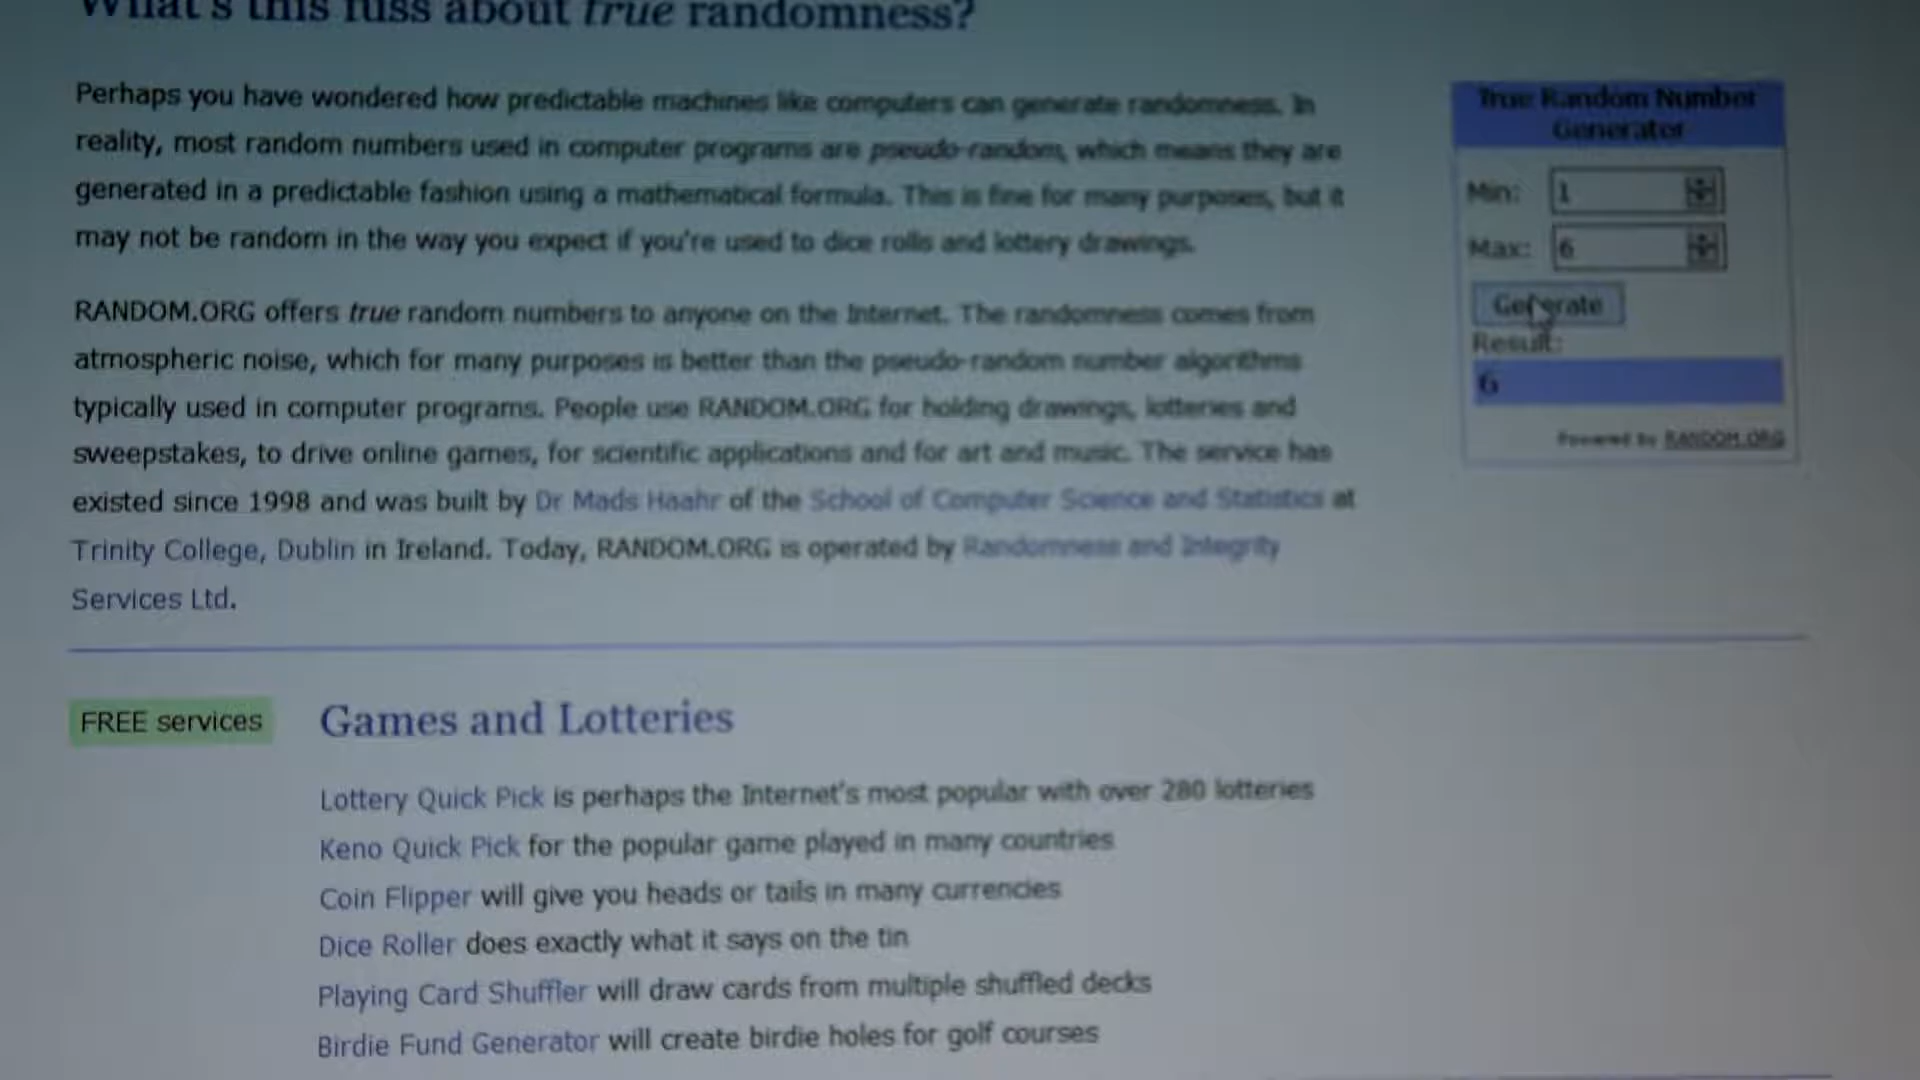 What's this fuss about true randomness?
Perhaps you have wondered how predictable machines like computers can generate randomness. In
reality, most random numbers used in computer programs are pseudo-random, which means they are
generated in a predictable fashion using a mathematical formula. This is fine for many purposes, but it
may not be random in the way you expect if you're used to dice rolls and lottery drawings.
RANDOM.ORG offers true random numbers to anyone on the Internet. The randomness comes from
atmospheric noise, which for many purposes is better than the pseudo-random number algorithms
typically used in computer programs. People use RANDOM.ORG for holding drawings, lotteries and
sweepstakes, to drive online games, for scientific applications and for art and music. The service has
existed since 1998 and was built by Dr Mads Haahr of the School of Computer Science and Statistics at
Trinity College, Dublin in Ireland. Today, RANDOM.ORG is operated by Randomness and Integrity
Services Ltd.
True Random Number
Generator
Min: 1
Max: 6
Generate
Result:
6
Powered by RANDOM.ORG
FREE services
Games and Lotteries
Lottery Quick Pick is perhaps the Internet's most popular with over 280 lotteries
Keno Quick Pick for the popular game played in many countries
Coin Flipper will give you heads or tails in many currencies
Dice Roller does exactly what it says on the tin
Playing Card Shuffler will draw cards from multiple shuffled decks
Birdie Fund Generator will create birdie holes for golf courses